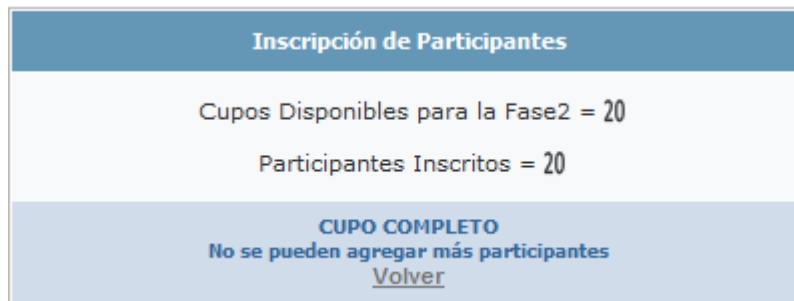 Inscripción de Participantes
Cupos Disponibles para la Fase2 = 20
Participantes Inscritos = 20
CUPO COMPLETO
No se pueden agregar más participantes
Volver